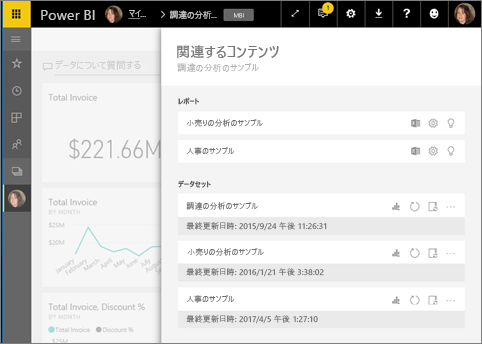 Power BI
マイ...
調達の分析...
MBI
1
?
データについて質問する
Total Invoice
$221.66M
Total Invoice
BY MONTH
$25M
$20M
January
February
March
April
May
June
July
August
Total Invoice, Discount %
BY MONTH
Total Invoice
Discount %
$25M
関連するコンテンツ
調達の分析のサンプル
レポート
小売りの分析のサンプル
人事のサンプル
データセット
調達の分析のサンプル
最終更新日時: 2015/9/24 午後 11:26:31
小売りの分析のサンプル
最終更新日時: 2016/1/21 午後 3:38:02
人事のサンプル
最終更新日時: 2017/4/5 午後 1:27:10